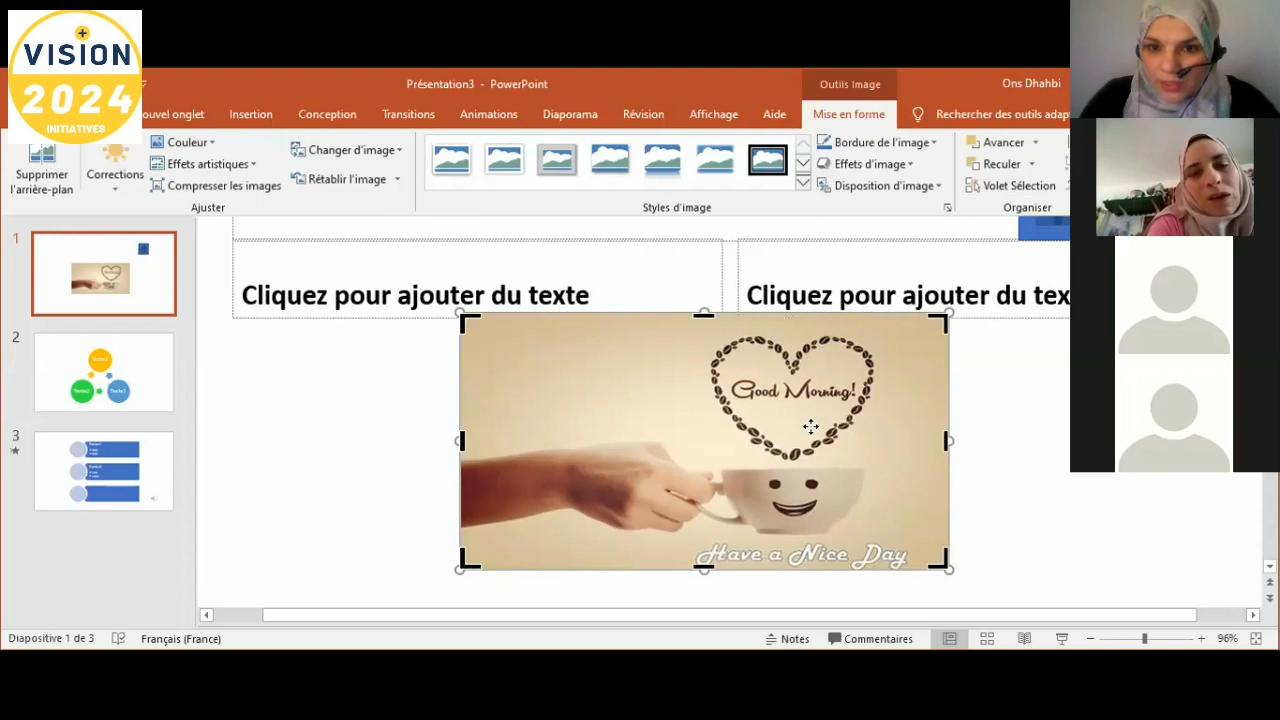 VISION
2024
INITIATIVES
Présentation3 - PowerPoint
Outils Image
Ons Dhahbi
ouvel onglet
Insertion
Conception
Transitions
Animations
Diaporama
Révision
Affichage
Aide
Mise en forme
Rechercher des outils adap
Supprimer
l'arrière-plan
Corrections
Couleur
Effets artistiques
Compresser les images
Changer d'image
Rétablir l'image
Ajuster
Styles d'image
Bordure de l'image
Effets d'image
Disposition d'image
Avancer
Reculer
Volet Sélection
Organiser
1
2
3
Cliquez pour ajouter du texte
Cliquez pour ajouter du tex
Good Morning!
Have a Nice Day
Diapositive 1 de 3
Français (France)
Notes
Commentaires
96%